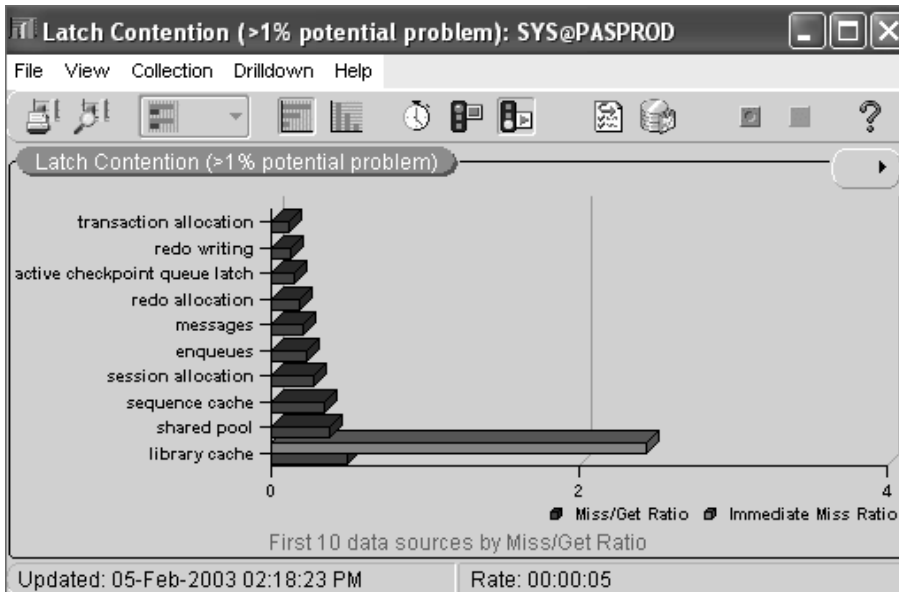 Latch Contention (>1% potential problem): SYS@PASPROD
File View Collection Drilldown Help
Latch Contention (>1% potential problem)
transaction allocation
redo writing
active checkpoint queue latch
redo allocation
messages
enqueues
session allocation
sequence cache
shared pool
library cache
0 2 4
Miss/Get Ratio Immediate Miss Ratio
First 10 data sources by Miss/Get Ratio
Updated: 05-Feb-2003 02:18:23 PM Rate: 00:00:05